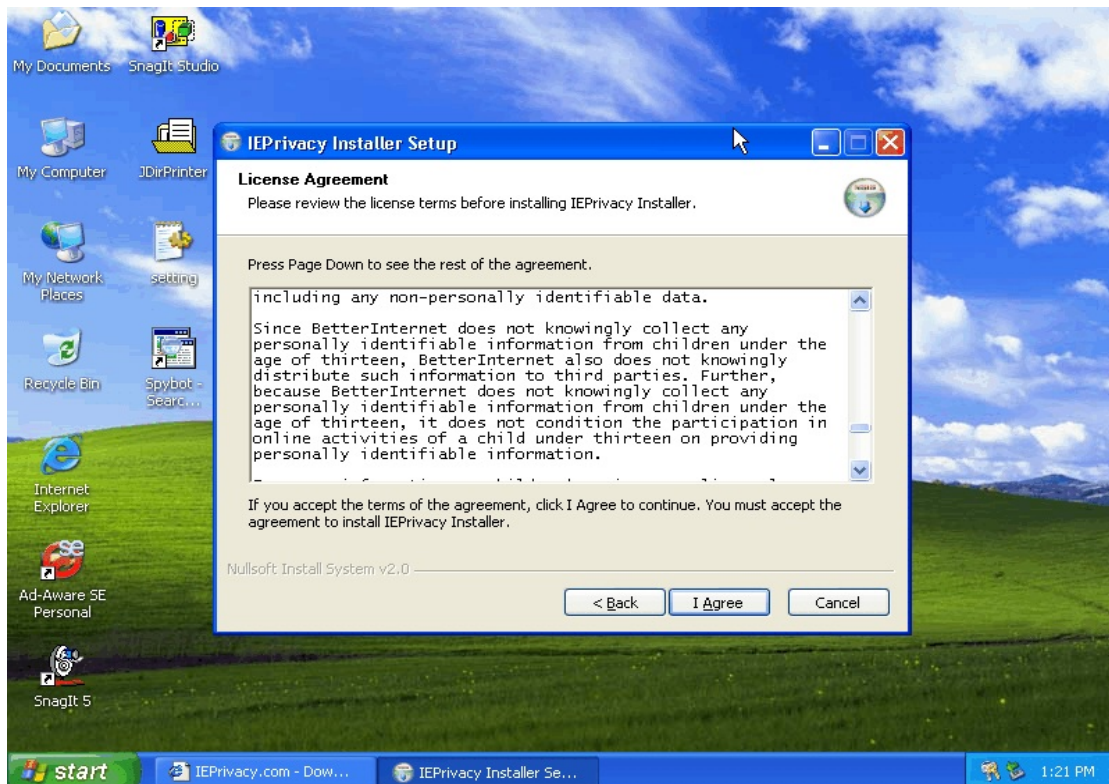 My Documents
SnagIt Studio
My Computer
JDirPrinter
My Network
Places
setting
Recycle Bin
Spybot -
Searc...
Internet
Explorer
Ad-Aware SE
Personal
SnagIt 5
IEPrivacy Installer Setup
License Agreement
Please review the license terms before installing IEPrivacy Installer.
Press Page Down to see the rest of the agreement.
including any non-personally identifiable data.
Since BetterInternet does not knowingly collect any
personally identifiable information from children under the
age of thirteen, BetterInternet also does not knowingly
distribute such information to third parties. Further,
because BetterInternet does not knowingly collect any
personally identifiable information from children under the
age of thirteen, it does not condition the participation in
online activities of a child under thirteen on providing
personally identifiable information.
If you accept the terms of the agreement, click I Agree to continue. You must accept the
agreement to install IEPrivacy Installer.
Nullsoft Install System v2.0
< Back
I Agree
Cancel
start
IEPrivacy.com - Dow...
IEPrivacy Installer Se...
1:21 PM